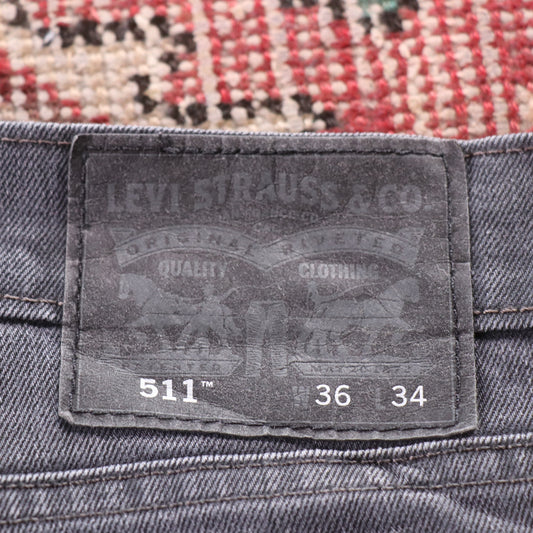 LEVI STRAUSS & CO.
ORIGINAL RIVETED
QUALITY CLOTHING
511™ W 36 L 34